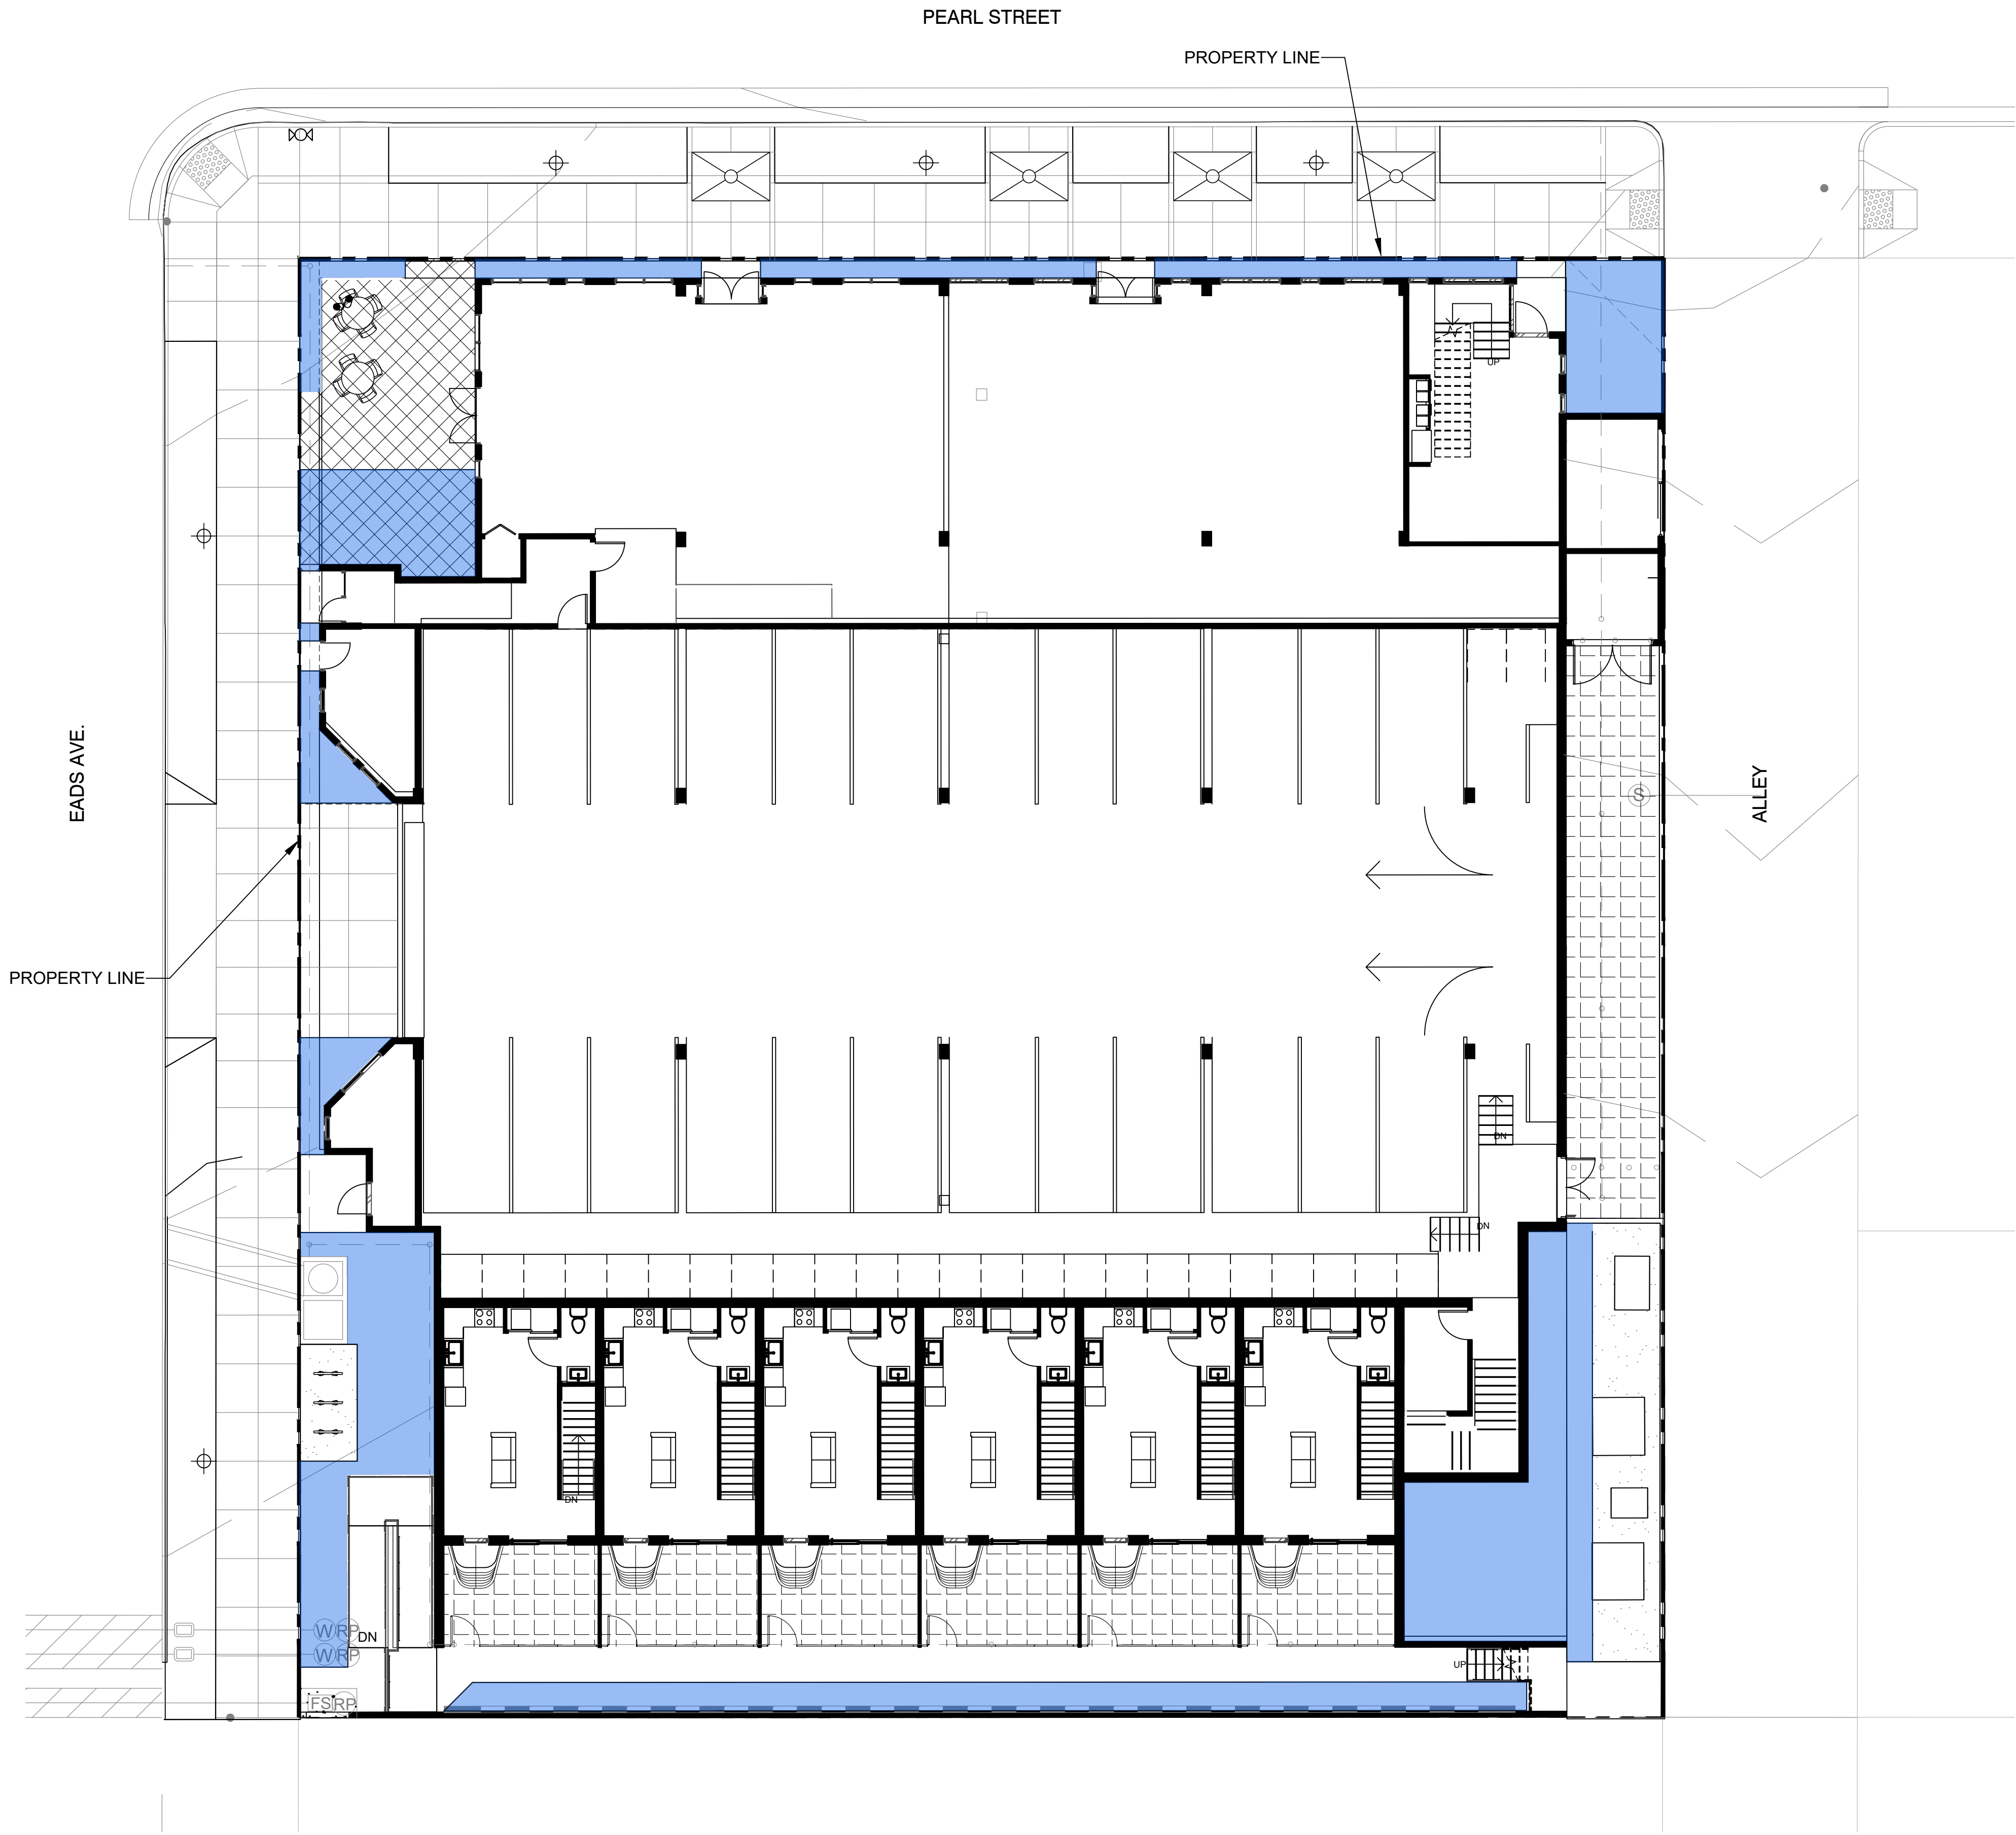 PEARL STREET
PROPERTY LINE
UP
EADS AVE.
ALLEY
S
PROPERTY LINE
DN
DN
DN
W RP
DN
W RP
UP
FS RP